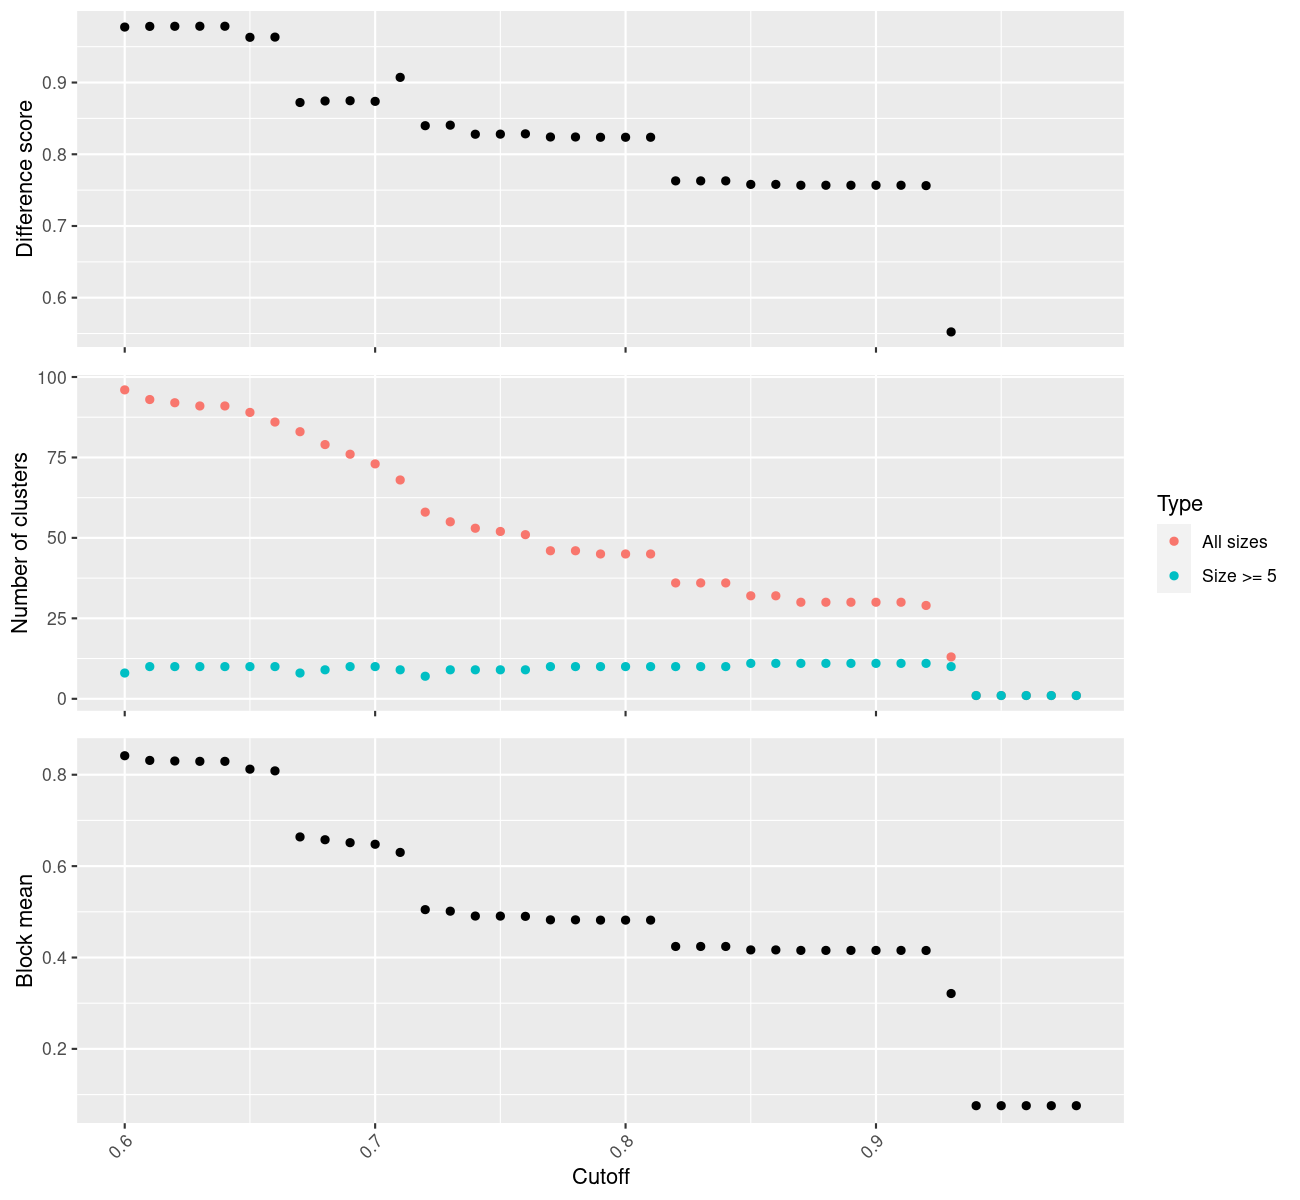 Difference score
0.9
0.8
0.7
0.6
Number of clusters
100
75
50
25
0
Type
All sizes
Size >= 5
Block mean
0.8
0.6
0.4
0.2
0.6 0.7 0.8 0.9
Cutoff